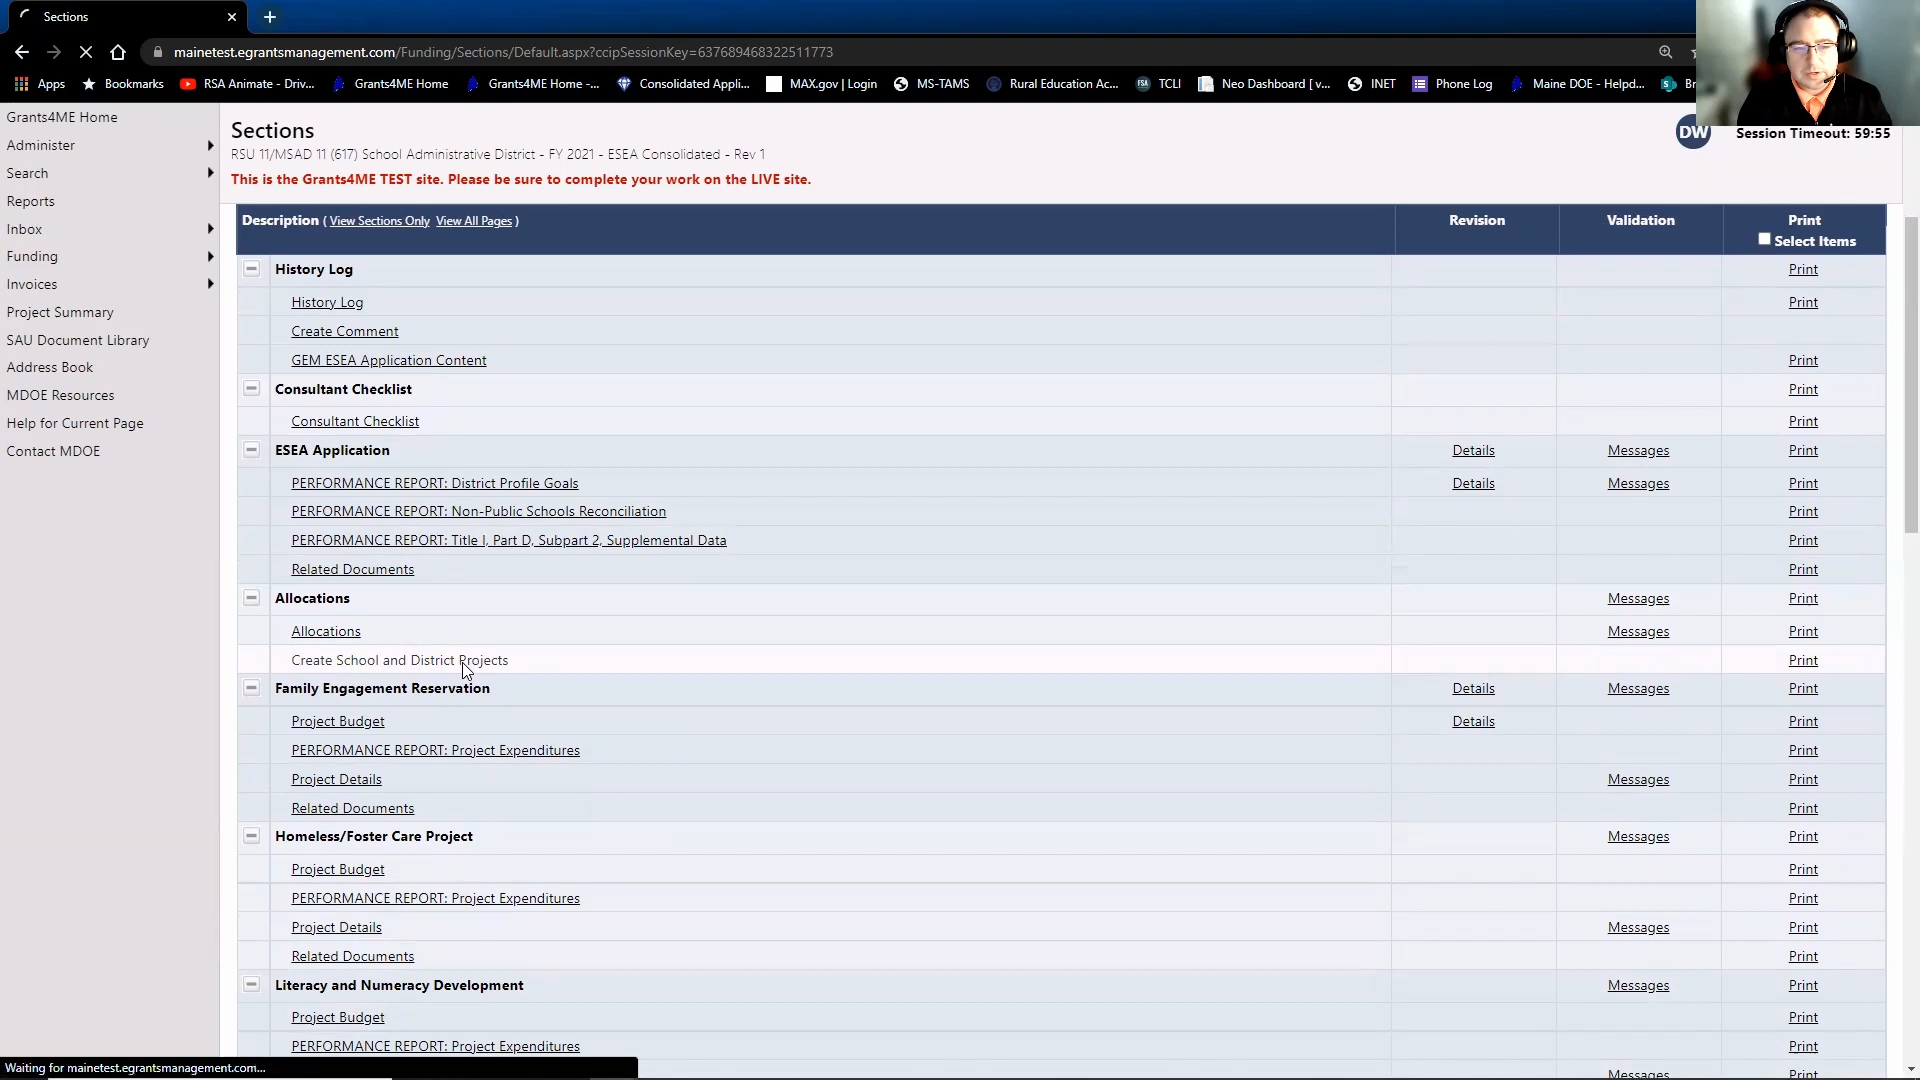 Sections
mainetest.egrantsmanagement.com/Funding/Sections/Default.aspx?ccipSessionKey=637689468322511773
Apps Bookmarks RSA Animate - Driv... Grants4ME Home Grants4ME Home -... Consolidated Appli... MAX.gov | Login MS-TAMS Rural Education Ac... FSA TCLI Neo Dashboard [ v... INET Phone Log Maine DOE - Helpd... Br
Grants4ME Home
Administer
Search
Reports
Inbox
Funding
Invoices
Project Summary
SAU Document Library
Address Book
MDOE Resources
Help for Current Page
Contact MDOE
Sections
RSU 11/MSAD 11 (617) School Administrative District - FY 2021 - ESEA Consolidated - Rev 1
This is the Grants4ME TEST site. Please be sure to complete your work on the LIVE site.
DW Session Timeout: 59:55
Description ( View Sections Only View All Pages ) Revision Validation Print
Select Items
History Log Print
History Log Print
Create Comment
GEM ESEA Application Content Print
Consultant Checklist Print
Consultant Checklist Print
ESEA Application Details Messages Print
PERFORMANCE REPORT: District Profile Goals Details Messages Print
PERFORMANCE REPORT: Non-Public Schools Reconciliation Print
PERFORMANCE REPORT: Title I, Part D, Subpart 2, Supplemental Data Print
Related Documents Print
Allocations Messages Print
Allocations Messages Print
Create School and District Projects Print
Family Engagement Reservation Details Messages Print
Project Budget Details Print
PERFORMANCE REPORT: Project Expenditures Print
Project Details Messages Print
Related Documents Print
Homeless/Foster Care Project Messages Print
Project Budget Print
PERFORMANCE REPORT: Project Expenditures Print
Project Details Messages Print
Related Documents Print
Literacy and Numeracy Development Messages Print
Project Budget Print
PERFORMANCE REPORT: Project Expenditures Print
Messages Print
Waiting for mainetest.egrantsmanagement.com...